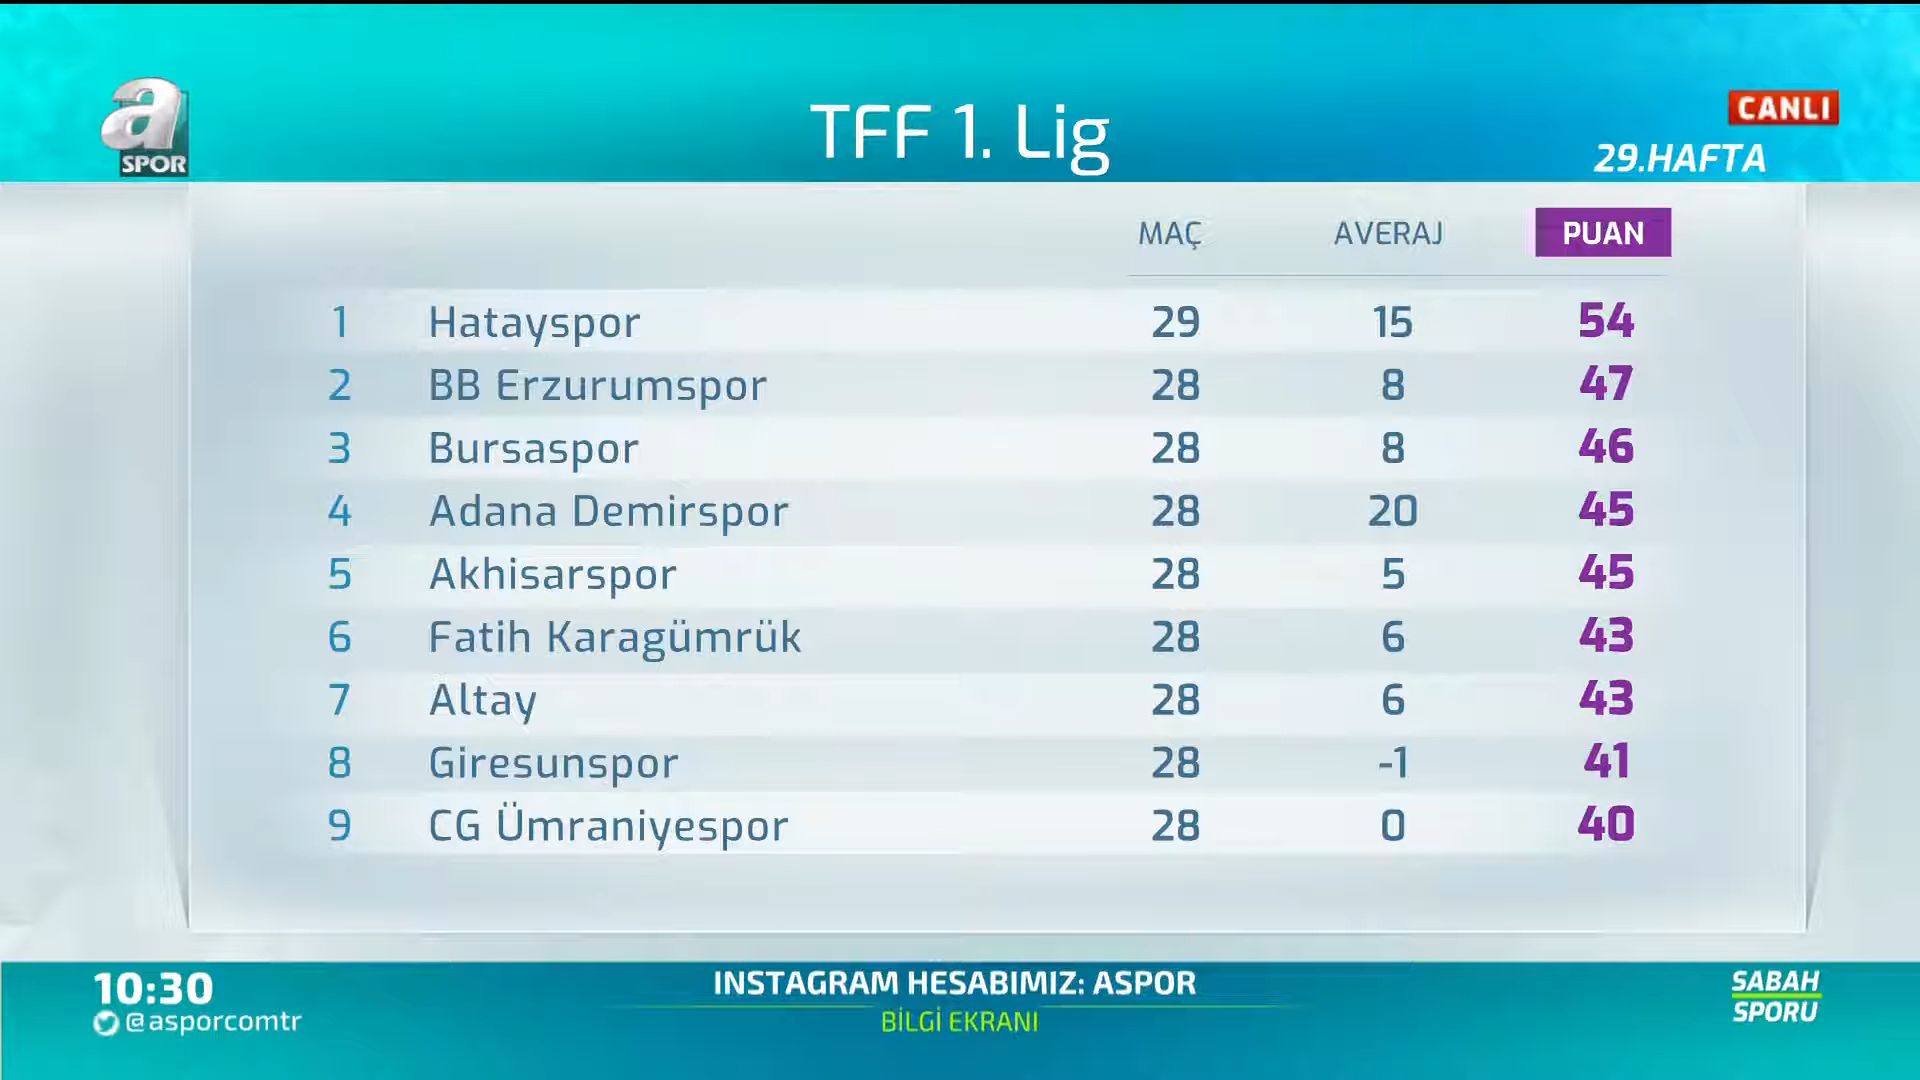 a
SPOR
TFF 1. Lig
CANLI
29.HAFTA
MAÇ AVERAJ PUAN
1 Hatayspor 29 15 54
2 BB Erzurumspor 28 8 47
3 Bursaspor 28 8 46
4 Adana Demirspor 28 20 45
5 Akhisarspor 28 5 45
6 Fatih Karagümrük 28 6 43
7 Altay 28 6 43
8 Giresunspor 28 -1 41
9 CG Ümraniyespor 28 0 40
10:30
@asporcomtr
INSTAGRAM HESABIMIZ: ASPOR
BİLGİ EKRANI
SABAH
SPORU